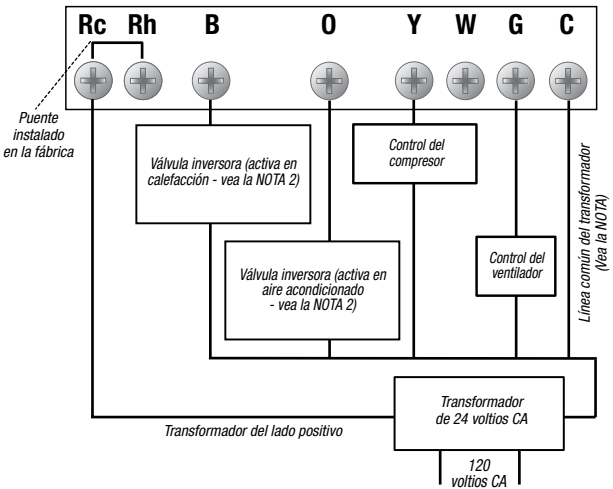 Rc Rh B O Y W G C
Puente
instalado
en la fábrica
Válvula inversora (activa en
calefacción - vea la NOTA 2)
Control del
compresor
Válvula inversora (activa en
aire acondicionado
- vea la NOTA 2)
Control del
ventilador
Línea común del transformador
(Vea la NOTA)
Transformador
de 24 voltios CA
Transformador del lado positivo
120
voltios CA